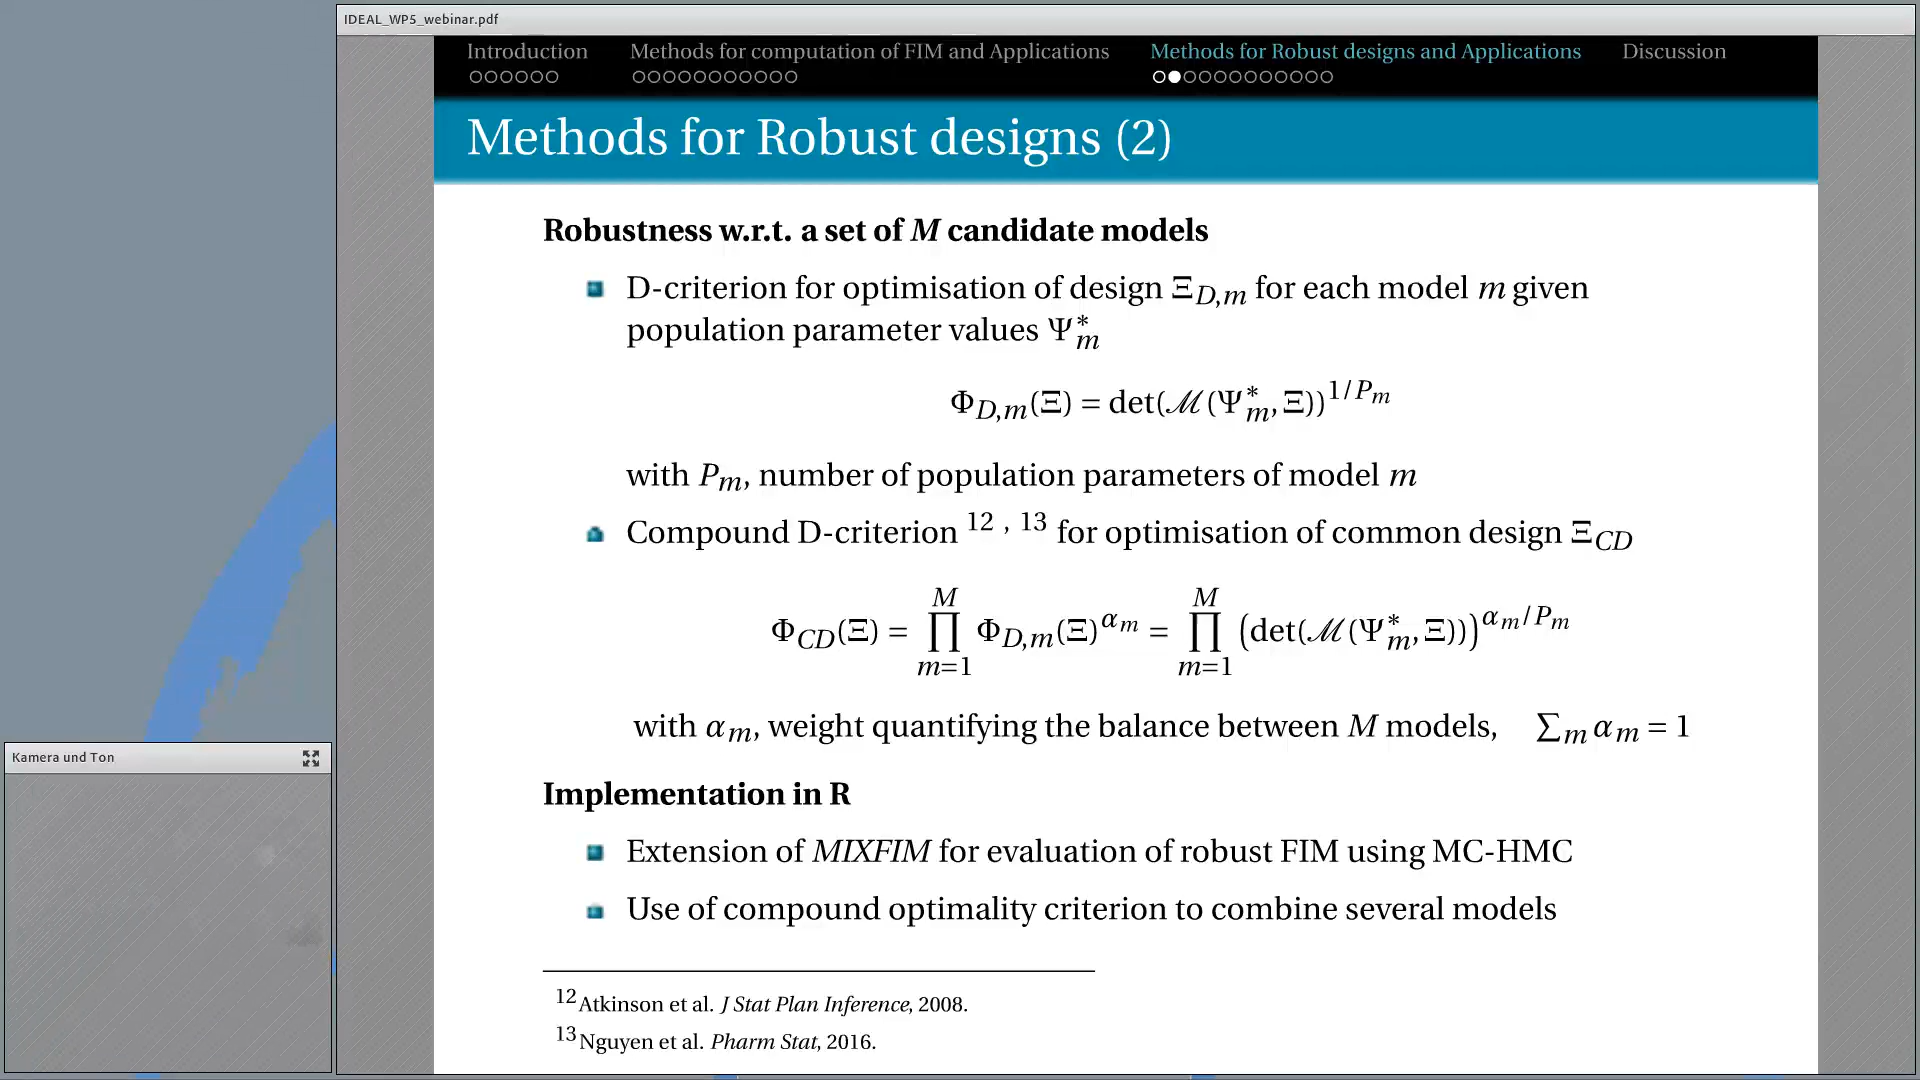 IDEAL_WP5_webinar.pdf
Introduction Methods for computation of FIM and Applications Methods for Robust designs and Applications Discussion
Methods for Robust designs (2)
Robustness w.r.t. a set of M candidate models
D-criterion for optimisation of design Ξ_{D,m} for each model m given
population parameter values Ψ*_m
Φ_{D,m}(Ξ) = det(ℳ(Ψ*_m, Ξ))^{1/P_m}
with P_m, number of population parameters of model m
Compound D-criterion ^{12 , 13} for optimisation of common design Ξ_{CD}
Φ_{CD}(Ξ) = ∏_{m=1}^{M} Φ_{D,m}(Ξ)^{α_m} = ∏_{m=1}^{M} (det(ℳ(Ψ*_m, Ξ)))^{α_m/P_m}
with α_m, weight quantifying the balance between M models, ∑_m α_m = 1
Implementation in R
Extension of MIXFIM for evaluation of robust FIM using MC-HMC
Use of compound optimality criterion to combine several models
12 Atkinson et al. J Stat Plan Inference, 2008.
13 Nguyen et al. Pharm Stat, 2016.
Kamera und Ton